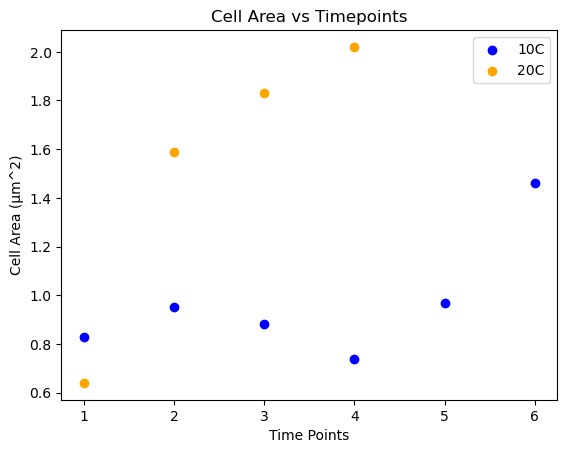 Cell Area vs Timepoints
10C
20C
Cell Area (μm^2)
2.0
1.8
1.6
1.4
1.2
1.0
0.8
0.6
1 2 3 4 5 6
Time Points